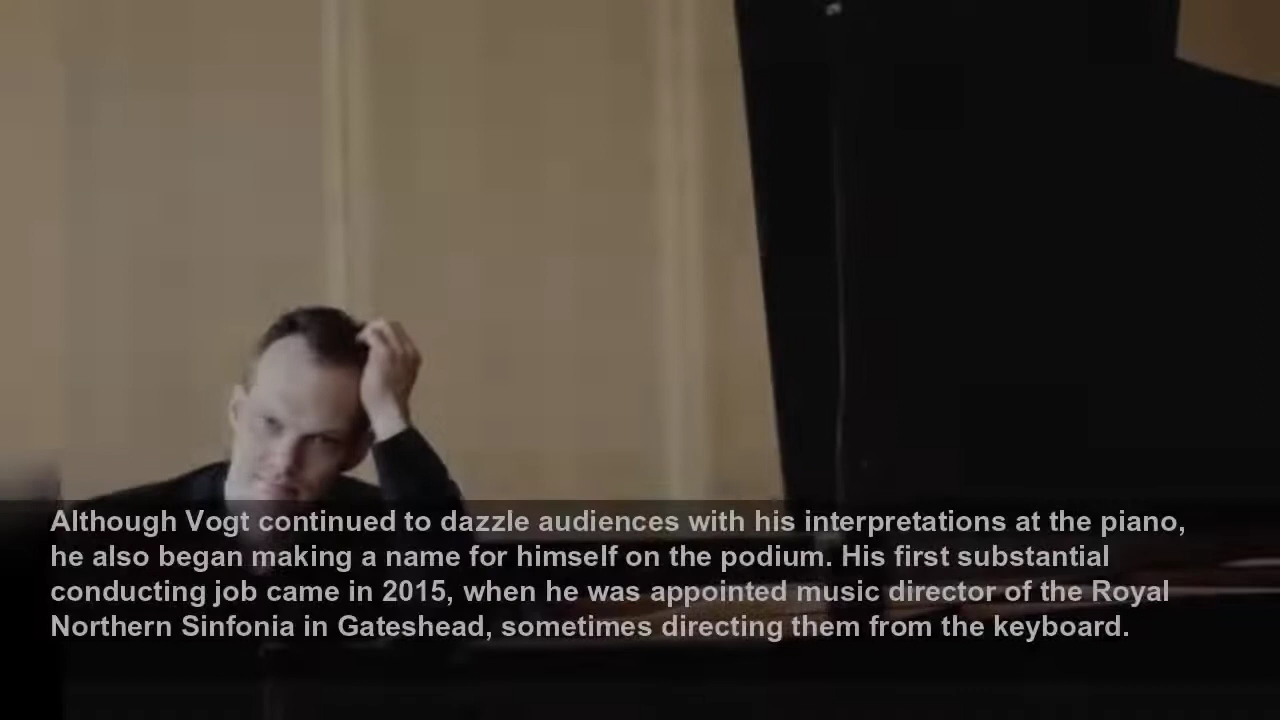 Although Vogt continued to dazzle audiences with his interpretations at the piano,
he also began making a name for himself on the podium. His first substantial
conducting job came in 2015, when he was appointed music director of the Royal
Northern Sinfonia in Gateshead, sometimes directing them from the keyboard.